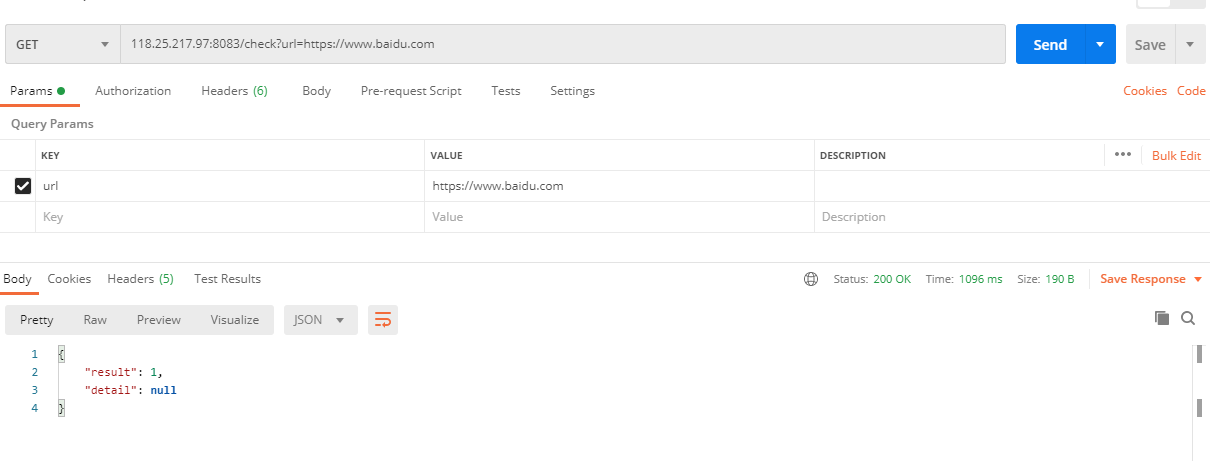 GET 118.25.217.97:8083/check?url=https://www.baidu.com Send Save
Params Authorization Headers (6) Body Pre-request Script Tests Settings Cookies Code
Query Params
KEY VALUE DESCRIPTION ••• Bulk Edit
url https://www.baidu.com
Key Value Description
Body Cookies Headers (5) Test Results Status: 200 OK Time: 1096 ms Size: 190 B Save Response
Pretty Raw Preview Visualize JSON
1 {
2 "result": 1,
3 "detail": null
4 }